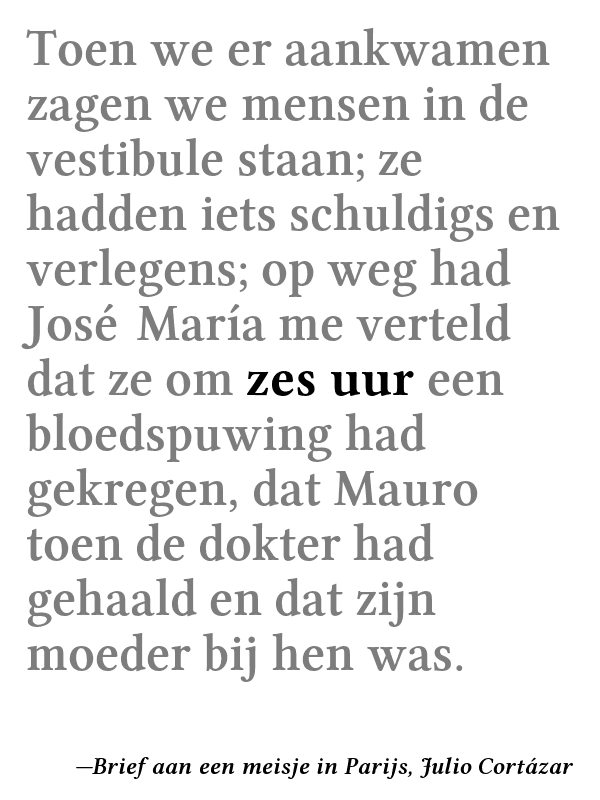 Toen we er aankwamen
zagen we mensen in de
vestibule staan; ze
hadden iets schuldigs en
verlegens; op weg had
José María me verteld
dat ze om zes uur een
bloedspuwing had
gekregen, dat Mauro
toen de dokter had
gehaald en dat zijn
moeder bij hen was.
—Brief aan een meisje in Parijs, Julio Cortázar